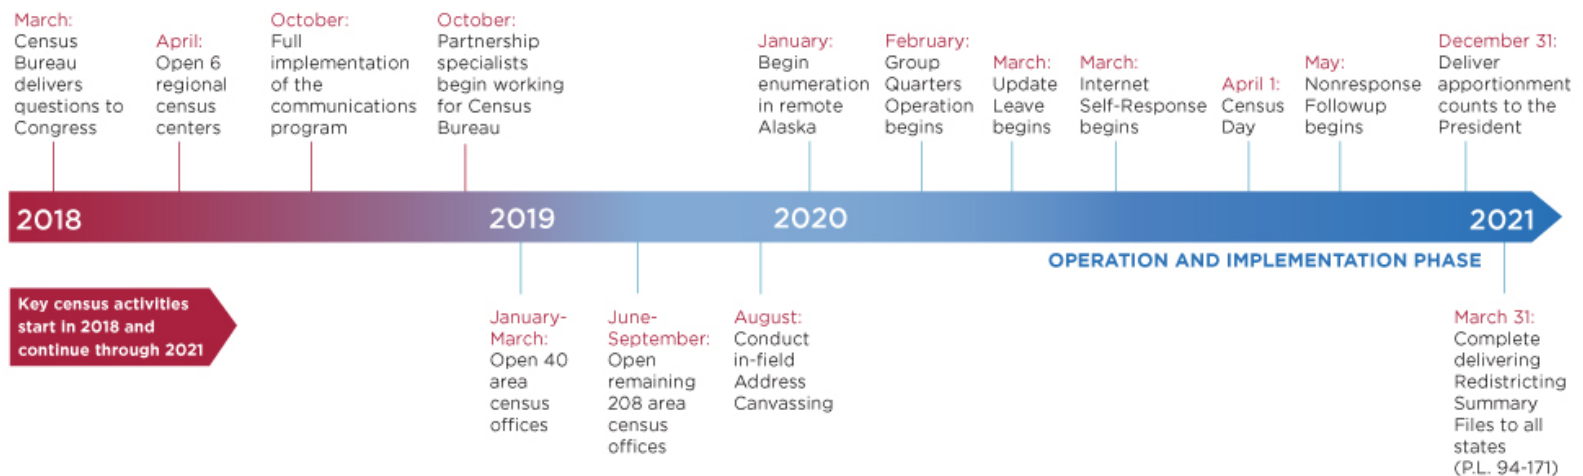 March:
Census
Bureau
delivers
questions to
Congress
April:
Open 6
regional
census
centers
October:
Full
implementation
of the
communications
program
October:
Partnership
specialists
begin working
for Census
Bureau
January:
Begin
enumeration
in remote
Alaska
February:
Group
Quarters
Operation
begins
March:
Update
Leave
begins
March:
Internet
Self-Response
begins
April 1:
Census
Day
May:
Nonresponse
Followup
begins
December 31:
Deliver
apportionment
counts to the
President
2018
2019
2020
2021
OPERATION AND IMPLEMENTATION PHASE
Key census activities
start in 2018 and
continue through 2021
January-
March:
Open 40
area
census
offices
June-
September:
Open
remaining
208 area
census
offices
August:
Conduct
in-field
Address
Canvassing
March 31:
Complete
delivering
Redistricting
Summary
Files to all
states
(P.L. 94-171)